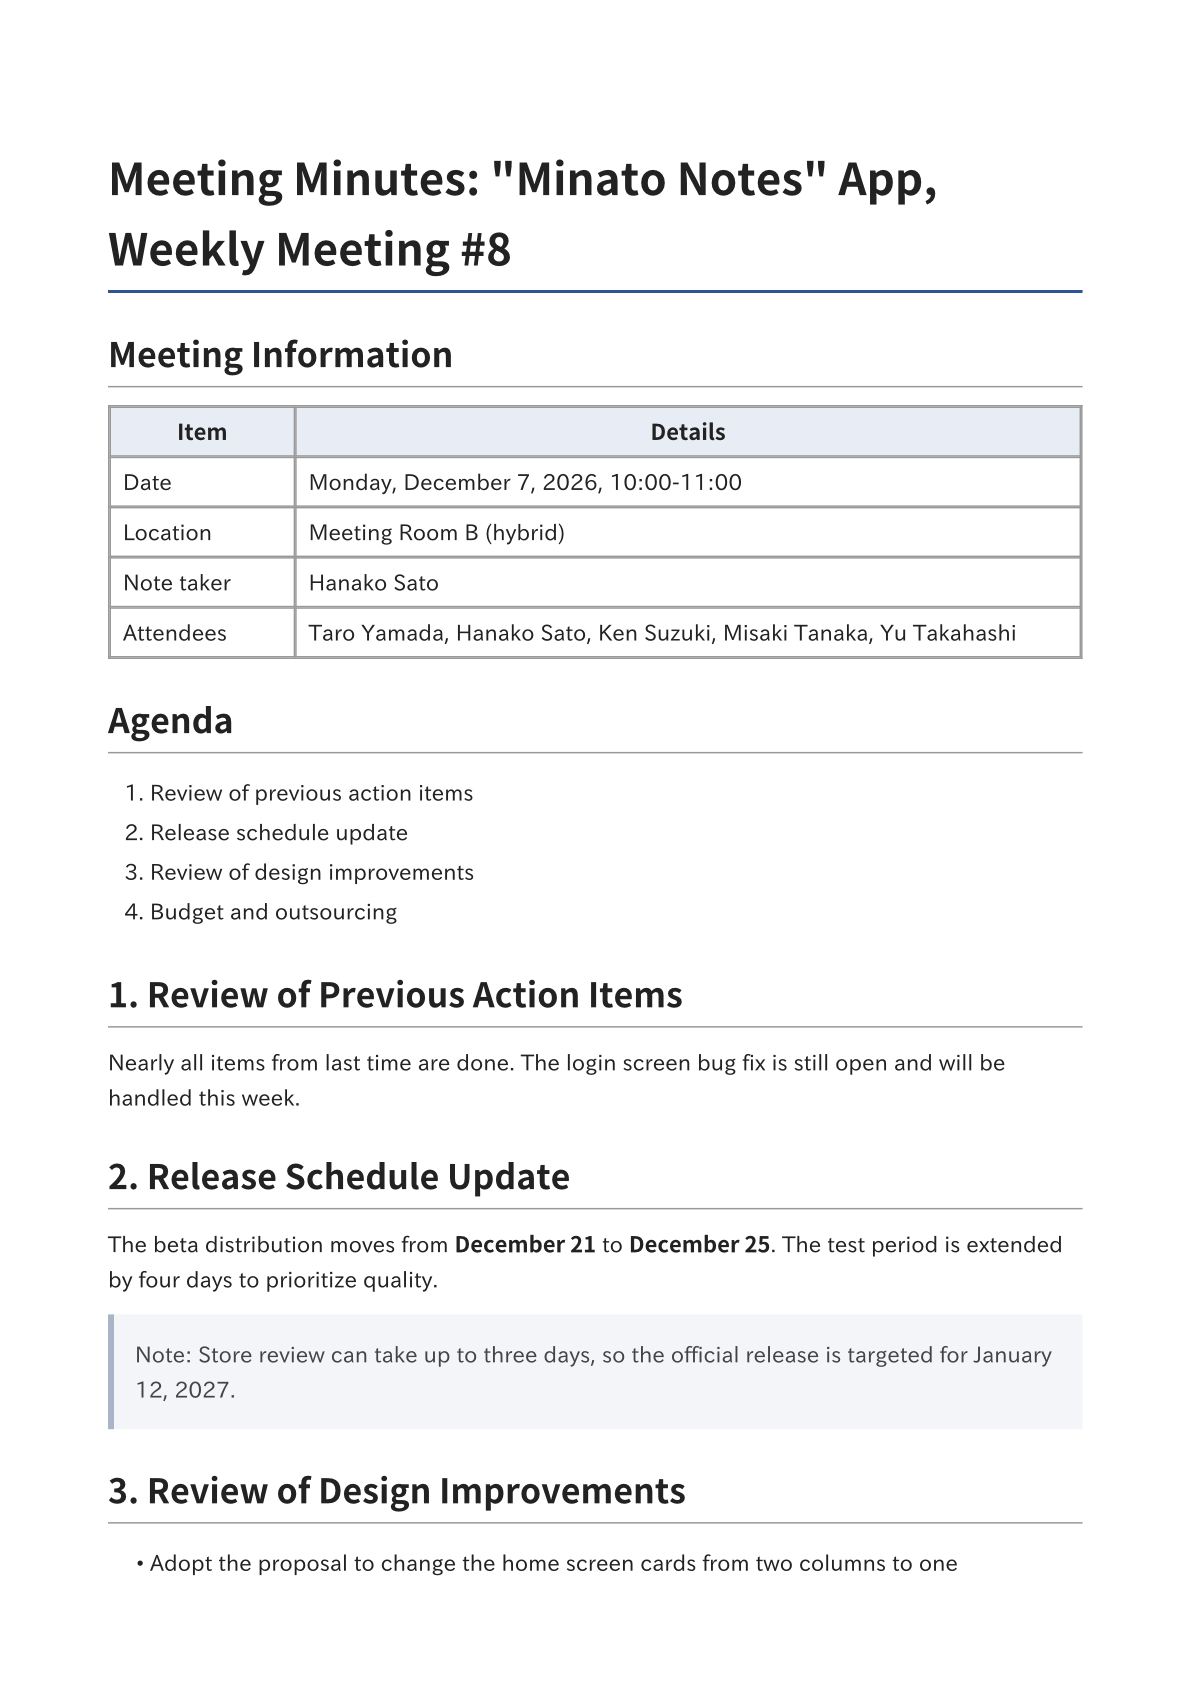 Meeting Minutes: "Minato Notes" App,
Weekly Meeting #8
Meeting Information
Item Details
Date Monday, December 7, 2026, 10:00-11:00
Location Meeting Room B (hybrid)
Note taker Hanako Sato
Attendees Taro Yamada, Hanako Sato, Ken Suzuki, Misaki Tanaka, Yu Takahashi
Agenda
1. Review of previous action items
2. Release schedule update
3. Review of design improvements
4. Budget and outsourcing
1. Review of Previous Action Items
Nearly all items from last time are done. The login screen bug fix is still open and will be
handled this week.
2. Release Schedule Update
The beta distribution moves from December 21 to December 25. The test period is extended
by four days to prioritize quality.
Note: Store review can take up to three days, so the official release is targeted for January
12, 2027.
3. Review of Design Improvements
• Adopt the proposal to change the home screen cards from two columns to one